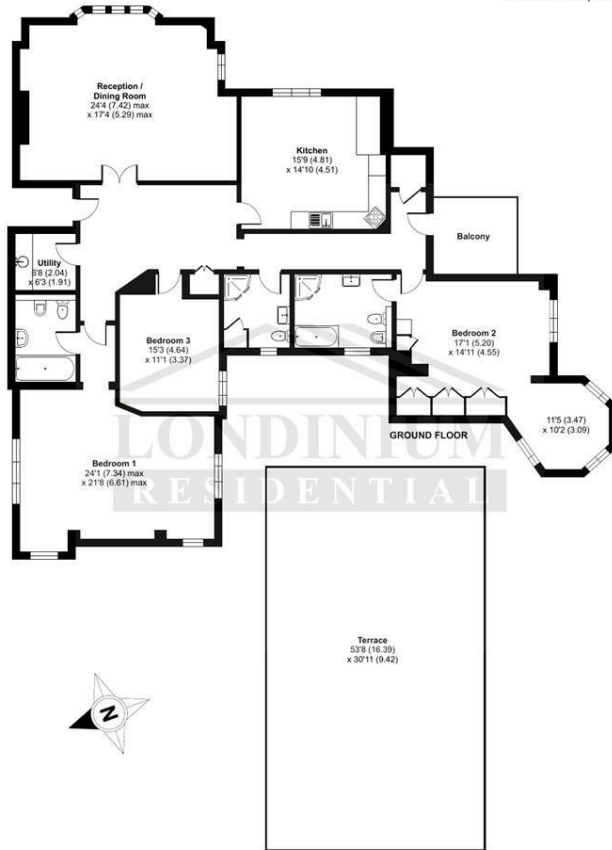 Reception /
Dining Room
24'4 (7.42) max
x 17'4 (5.29) max
Kitchen
15'9 (4.81)
x 14'10 (4.51)
Utility
6'8 (2.04)
x 6'3 (1.91)
Balcony
Bedroom 3
15'3 (4.64)
x 11'1 (3.37)
Bedroom 2
17'1 (5.20)
x 14'11 (4.55)
11'5 (3.47)
x 10'2 (3.09)
GROUND FLOOR
LONDINIUM
RESIDENTIAL
Bedroom 1
24'1 (7.34) max
x 21'8 (6.61) max
Terrace
53'8 (16.39)
x 30'11 (9.42)
N